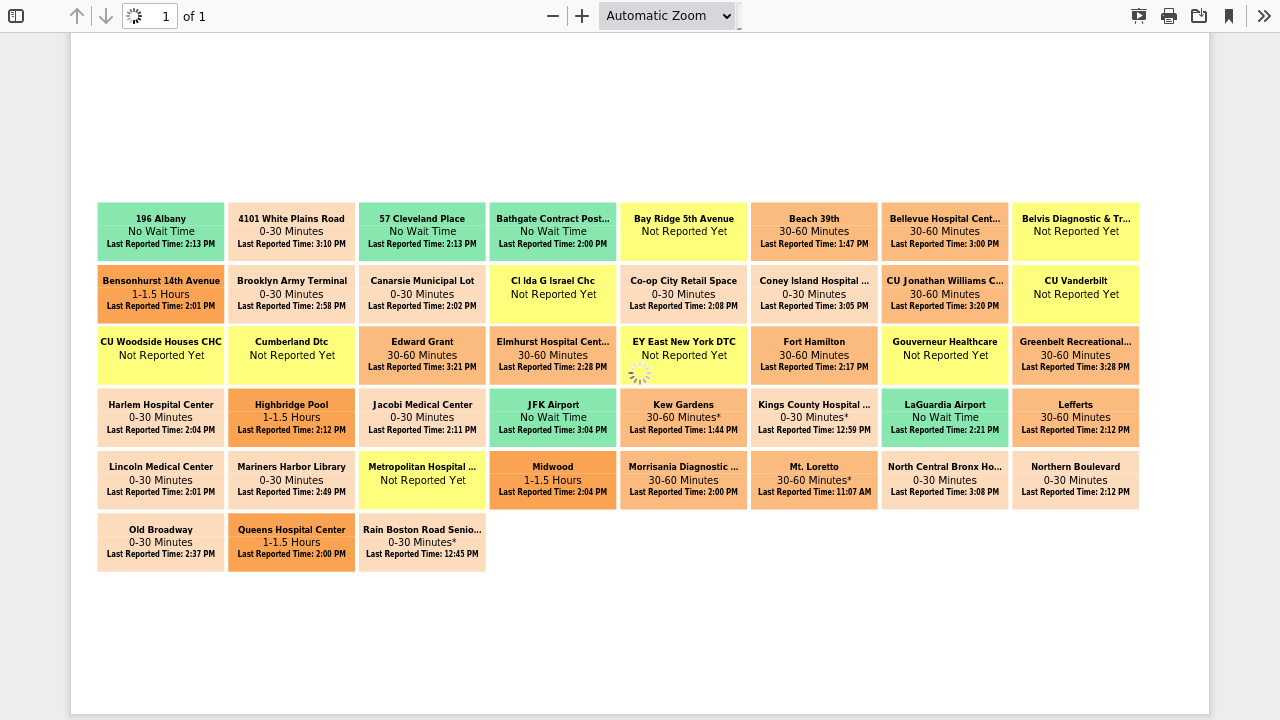 1 of 1 Automatic Zoom
196 Albany
No Wait Time
Last Reported Time: 2:13 PM
4101 White Plains Road
0-30 Minutes
Last Reported Time: 3:10 PM
57 Cleveland Place
No Wait Time
Last Reported Time: 2:13 PM
Bathgate Contract Post...
No Wait Time
Last Reported Time: 2:00 PM
Bay Ridge 5th Avenue
Not Reported Yet
Beach 39th
30-60 Minutes
Last Reported Time: 1:47 PM
Bellevue Hospital Cent...
30-60 Minutes
Last Reported Time: 3:00 PM
Belvis Diagnostic & Tr...
Not Reported Yet
Bensonhurst 14th Avenue
1-1.5 Hours
Last Reported Time: 2:01 PM
Brooklyn Army Terminal
0-30 Minutes
Last Reported Time: 2:58 PM
Canarsie Municipal Lot
0-30 Minutes
Last Reported Time: 2:02 PM
CI Ida G Israel Chc
Not Reported Yet
Co-op City Retail Space
0-30 Minutes
Last Reported Time: 2:08 PM
Coney Island Hospital ...
0-30 Minutes
Last Reported Time: 3:05 PM
CU Jonathan Williams C...
30-60 Minutes
Last Reported Time: 3:20 PM
CU Vanderbilt
Not Reported Yet
CU Woodside Houses CHC
Not Reported Yet
Cumberland Dtc
Not Reported Yet
Edward Grant
30-60 Minutes
Last Reported Time: 3:21 PM
Elmhurst Hospital Cent...
30-60 Minutes
Last Reported Time: 2:28 PM
EY East New York DTC
Not Reported Yet
Fort Hamilton
30-60 Minutes
Last Reported Time: 2:17 PM
Gouverneur Healthcare
Not Reported Yet
Greenbelt Recreational...
30-60 Minutes
Last Reported Time: 3:28 PM
Harlem Hospital Center
0-30 Minutes
Last Reported Time: 2:04 PM
Highbridge Pool
1-1.5 Hours
Last Reported Time: 2:12 PM
Jacobi Medical Center
0-30 Minutes
Last Reported Time: 2:11 PM
JFK Airport
No Wait Time
Last Reported Time: 3:04 PM
Kew Gardens
30-60 Minutes*
Last Reported Time: 1:44 PM
Kings County Hospital ...
0-30 Minutes*
Last Reported Time: 12:59 PM
LaGuardia Airport
No Wait Time
Last Reported Time: 2:21 PM
Lefferts
30-60 Minutes
Last Reported Time: 2:12 PM
Lincoln Medical Center
0-30 Minutes
Last Reported Time: 2:01 PM
Mariners Harbor Library
0-30 Minutes
Last Reported Time: 2:49 PM
Metropolitan Hospital ...
Not Reported Yet
Midwood
1-1.5 Hours
Last Reported Time: 2:04 PM
Morrisania Diagnostic ...
30-60 Minutes
Last Reported Time: 2:00 PM
Mt. Loretto
30-60 Minutes*
Last Reported Time: 11:07 AM
North Central Bronx Ho...
0-30 Minutes
Last Reported Time: 3:08 PM
Northern Boulevard
0-30 Minutes
Last Reported Time: 2:12 PM
Old Broadway
0-30 Minutes
Last Reported Time: 2:37 PM
Queens Hospital Center
1-1.5 Hours
Last Reported Time: 2:00 PM
Rain Boston Road Senio...
0-30 Minutes*
Last Reported Time: 12:45 PM